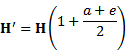 𝐇′ = 𝐇(1 + (a + e)/2)